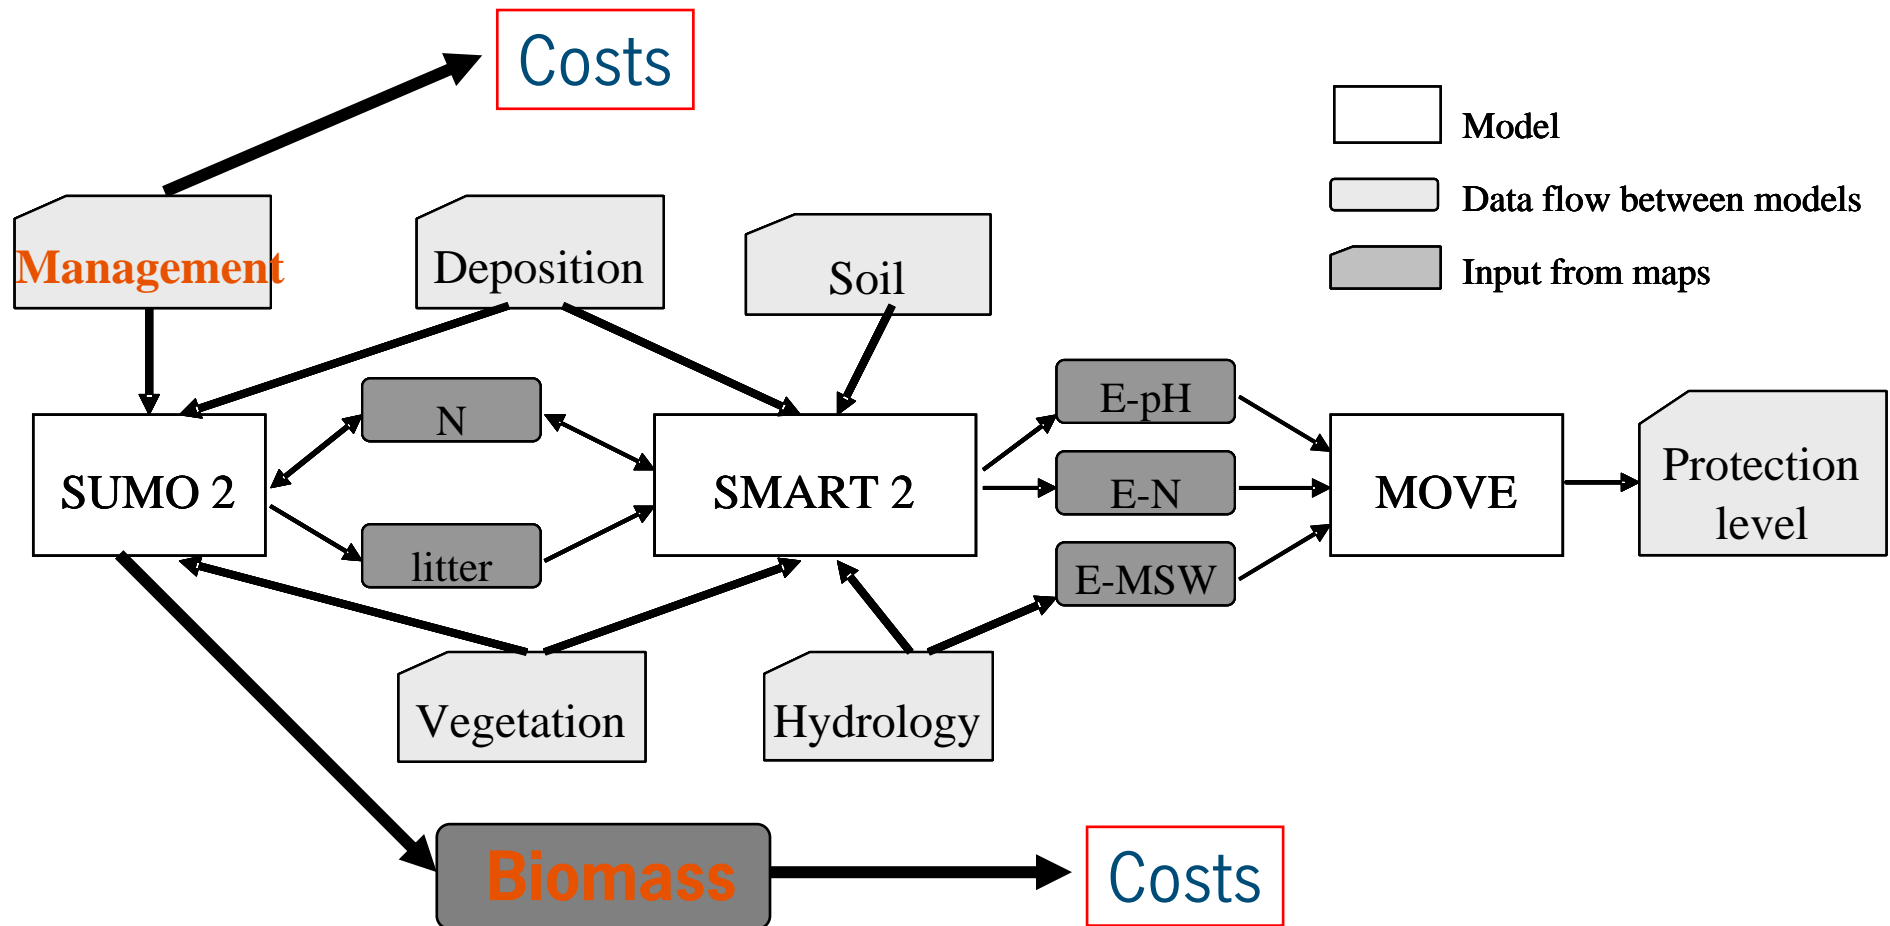 Costs
Model
Data flow between models
Input from maps
Management
Deposition
Soil
N
E-pH
SUMO 2
SMART 2
E-N
MOVE
Protection
level
litter
E-MSW
Vegetation
Hydrology
Biomass
Costs